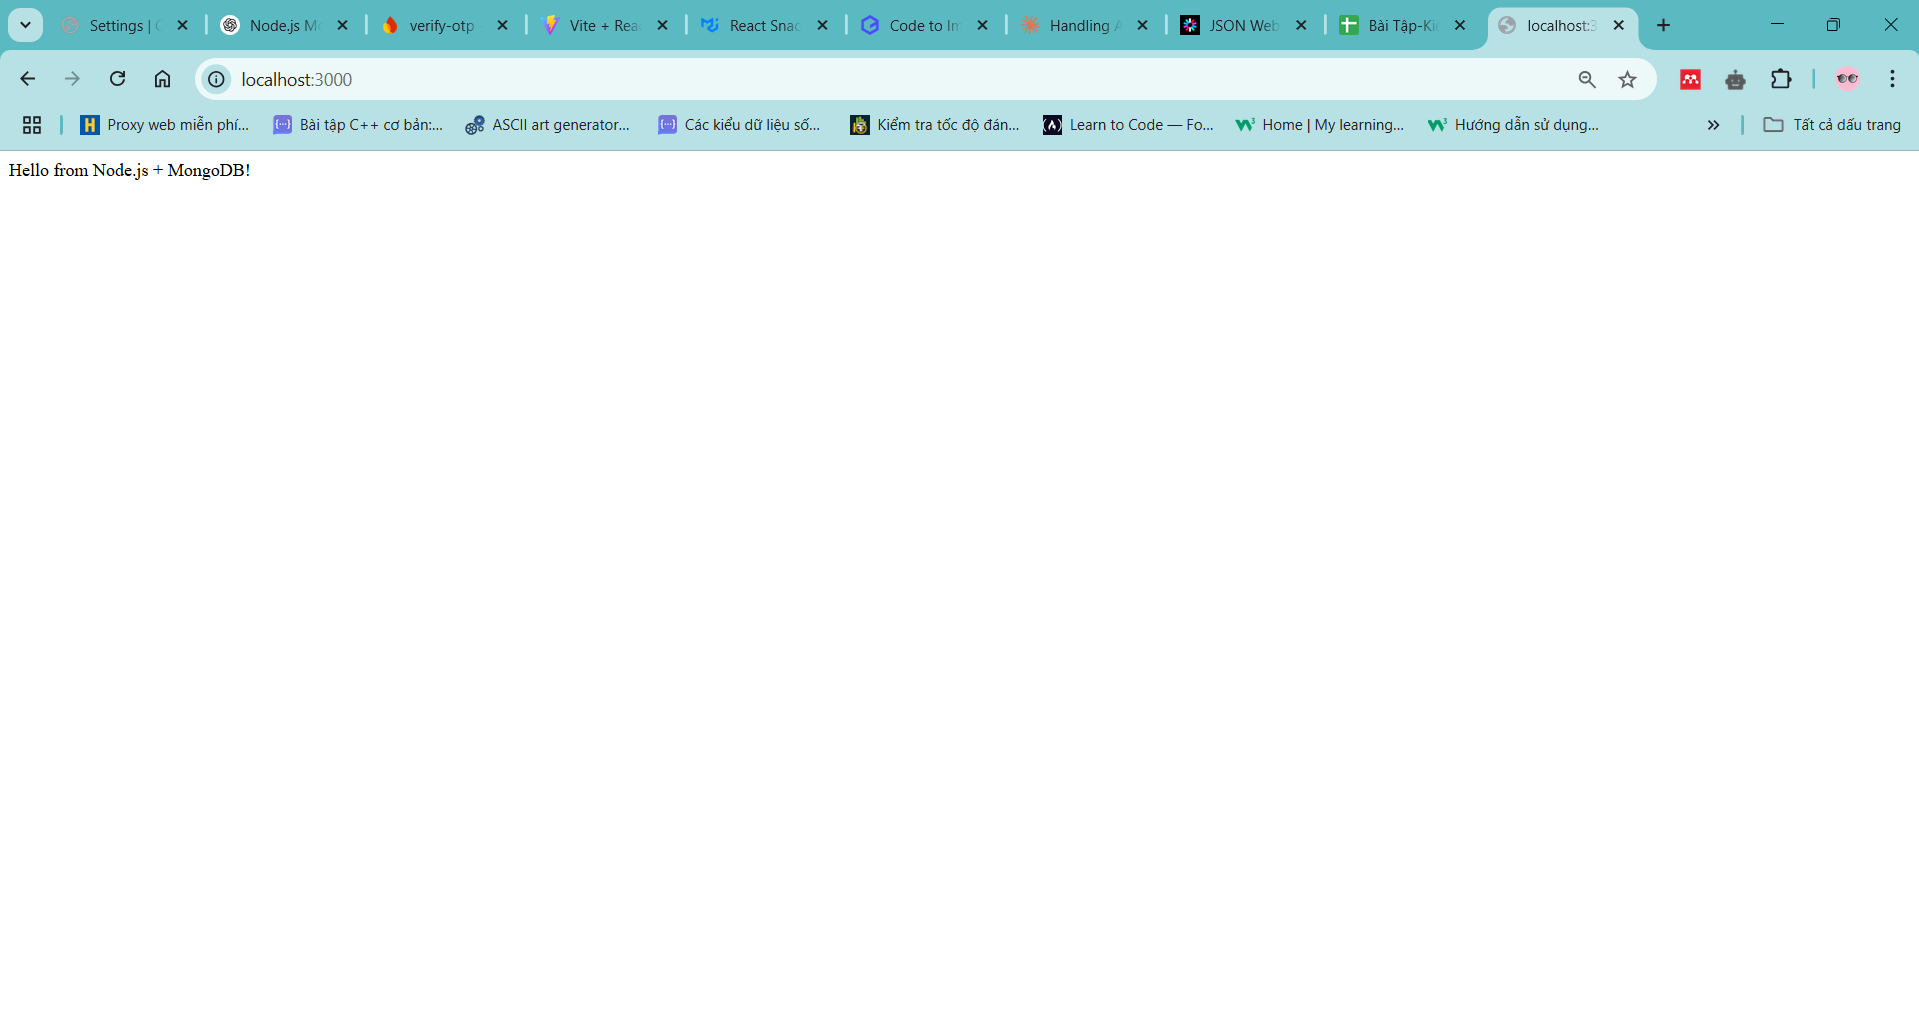 Settings | C
Node.js Mo
verify-otp
Vite + Rea
React Snac
Code to Im
Handling A
JSON Web
Bài Tập-Ki
localhost:3
localhost:3000
Proxy web miễn phí...
Bài tập C++ cơ bản:...
ASCII art generator...
Các kiểu dữ liệu số...
Kiểm tra tốc độ đán...
Learn to Code — Fo...
Home | My learning...
Hướng dẫn sử dụng...
Tất cả dấu trang
Hello from Node.js + MongoDB!